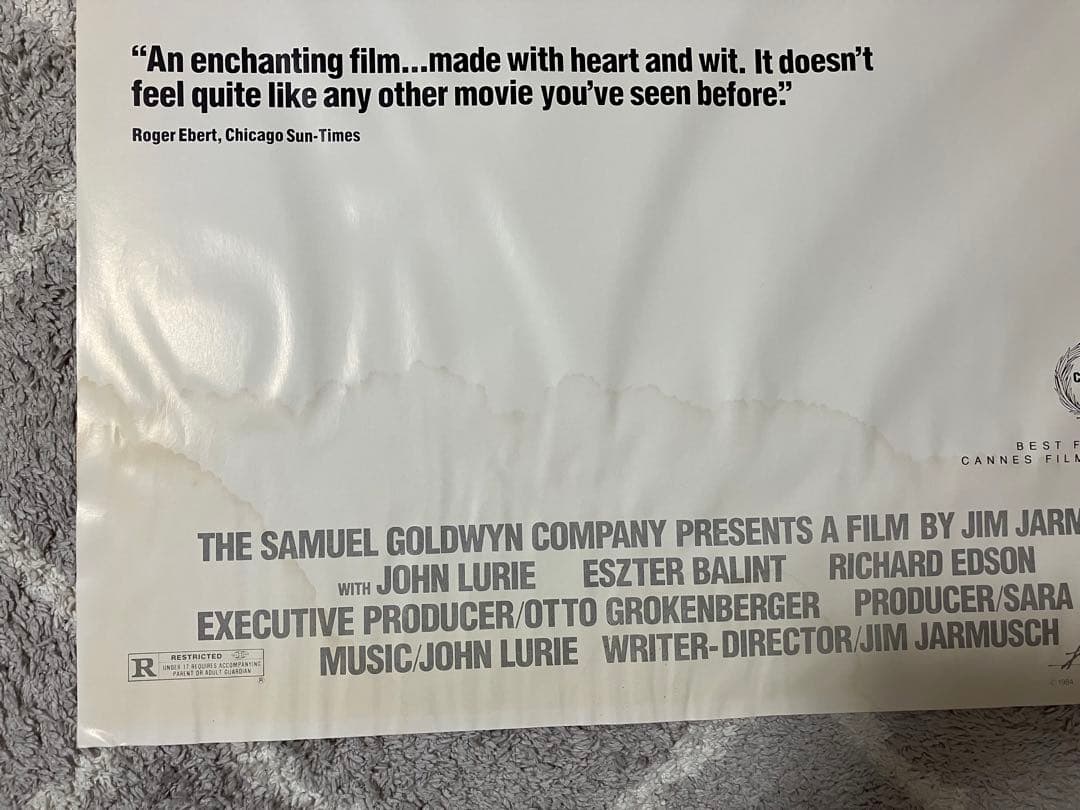 “An enchanting film...made with heart and wit. It doesn’t
feel quite like any other movie you’ve seen before.”
Roger Ebert, Chicago Sun-Times
C
BEST F
CANNES FILM
THE SAMUEL GOLDWYN COMPANY PRESENTS A FILM BY JIM JARM
WITH JOHN LURIE ESZTER BALINT RICHARD EDSON
EXECUTIVE PRODUCER/OTTO GROKENBERGER PRODUCER/SARA
MUSIC/JOHN LURIE WRITER-DIRECTOR/JIM JARMUSCH
R RESTRICTED
UNDER 17 REQUIRES ACCOMPANYING
PARENT OR ADULT GUARDIAN
©1984